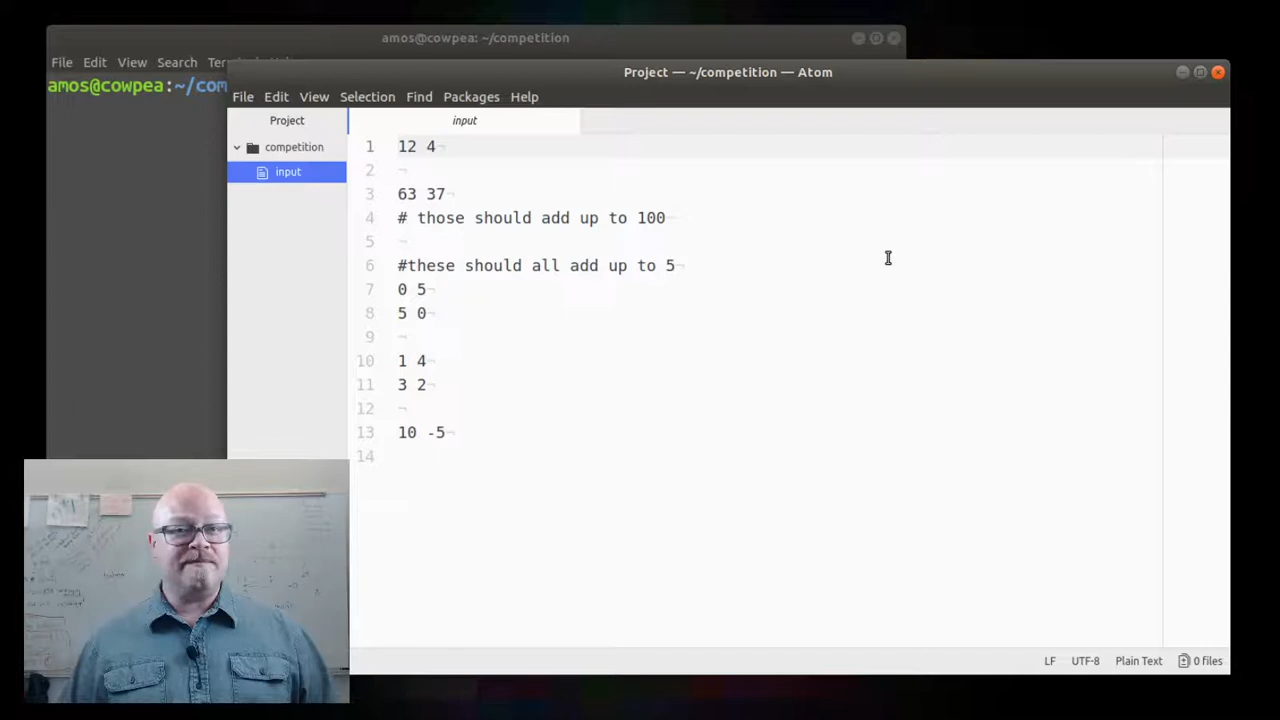 amos@cowpea: ~/competition
File Edit View Search
amos@cowpea:~/com
Project — ~/competition — Atom
File Edit View Selection Find Packages Help
Project
input
competition
input
1 12 4¬
2 ¬
3 63 37¬
4 # those should add up to 100¬
5 ¬
6 #these should all add up to 5¬
7 0 5¬
8 5 0¬
9 ¬
10 1 4¬
11 3 2¬
12 ¬
13 10 -5¬
14
LF UTF-8 Plain Text 0 files